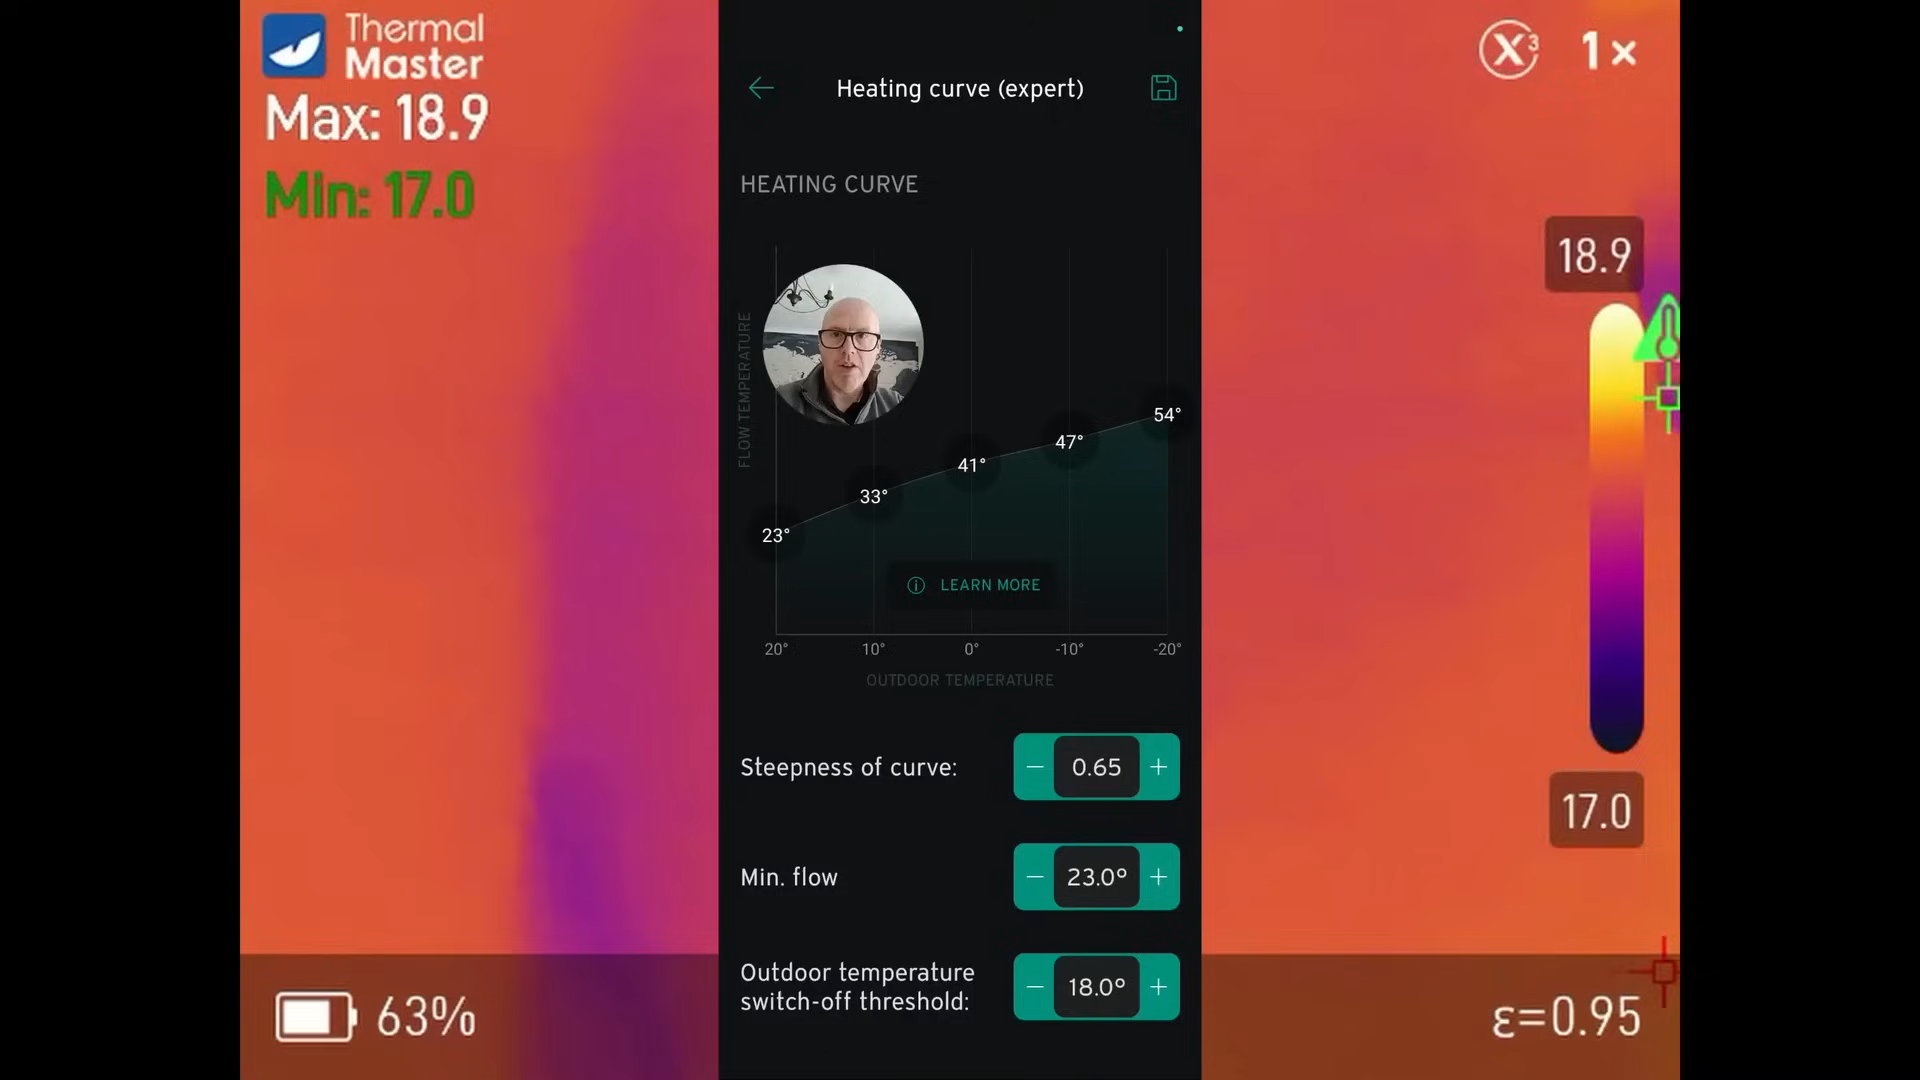 Thermal
Master
Max: 18.9
Min: 17.0
63%
Heating curve (expert)
HEATING CURVE
FLOW TEMPERATURE
54°
47°
41°
33°
23°
LEARN MORE
20° 10° 0° -10° -20°
OUTDOOR TEMPERATURE
Steepness of curve: − 0.65 +
Min. flow − 23.0° +
Outdoor temperature
switch-off threshold: − 18.0° +
X3 1×
18.9
17.0
ε=0.95